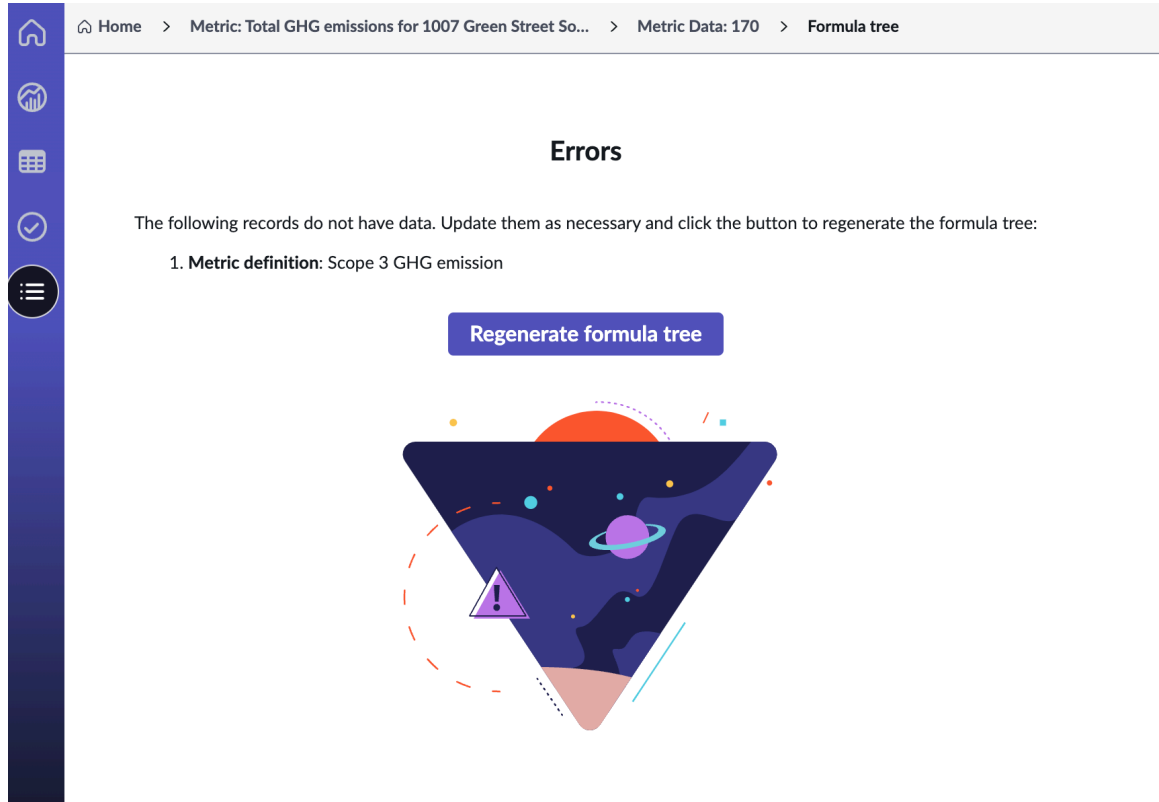 Home > Metric: Total GHG emissions for 1007 Green Street So... > Metric Data: 170 > Formula tree
Errors
The following records do not have data. Update them as necessary and click the button to regenerate the formula tree:
1. Metric definition: Scope 3 GHG emission
Regenerate formula tree
!